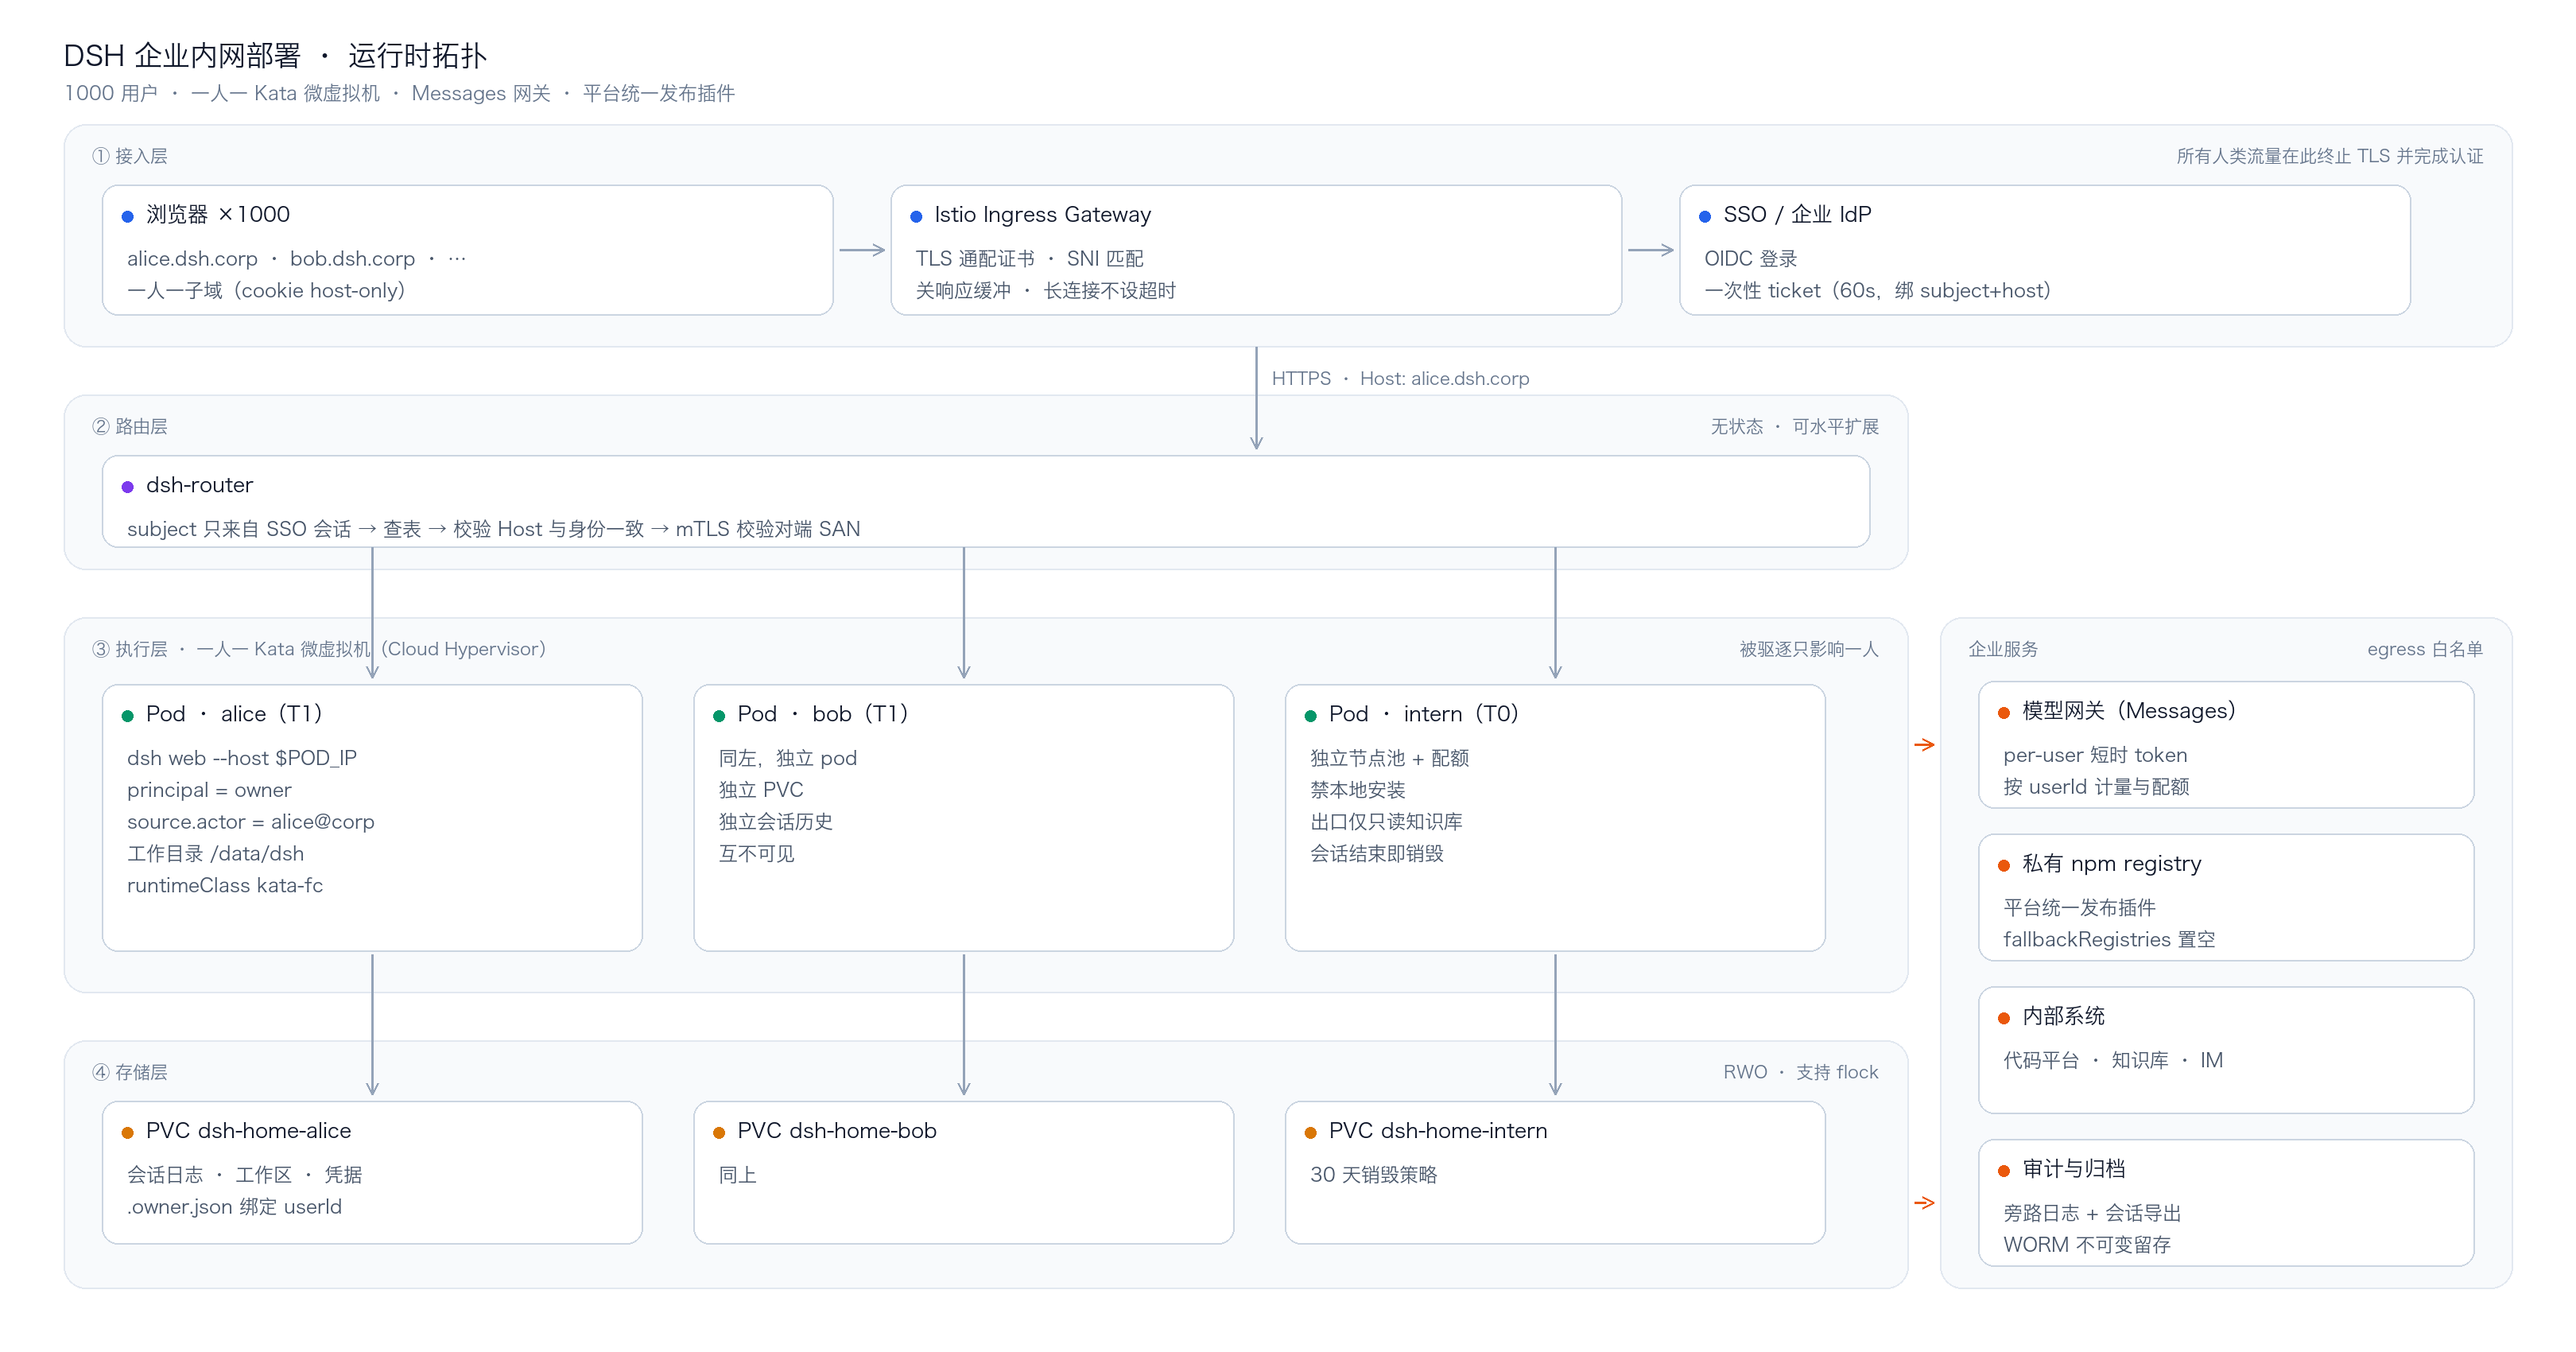 DSH 企业内网部署 · 运行时拓扑
1000 用户 · 一人一 Kata 微虚拟机 · Messages 网关 · 平台统一发布插件
① 接入层
所有人类流量在此终止 TLS 并完成认证
浏览器 ×1000
alice.dsh.corp · bob.dsh.corp · ···
一人一子域（cookie host-only）
Istio Ingress Gateway
TLS 通配证书 · SNI 匹配
关响应缓冲 · 长连接不设超时
SSO / 企业 IdP
OIDC 登录
一次性 ticket（60s，绑 subject+host）
HTTPS · Host: alice.dsh.corp
② 路由层
无状态 · 可水平扩展
dsh-router
subject 只来自 SSO 会话 → 查表 → 校验 Host 与身份一致 → mTLS 校验对端 SAN
③ 执行层 · 一人一 Kata 微虚拟机（Cloud Hypervisor）
被驱逐只影响一人
Pod · alice（T1）
dsh web --host $POD_IP
principal = owner
source.actor = alice@corp
工作目录 /data/dsh
runtimeClass kata-fc
Pod · bob（T1）
同左，独立 pod
独立 PVC
独立会话历史
互不可见
Pod · intern（T0）
独立节点池 + 配额
禁本地安装
出口仅只读知识库
会话结束即销毁
④ 存储层
RWO · 支持 flock
PVC dsh-home-alice
会话日志 · 工作区 · 凭据
.owner.json 绑定 userId
PVC dsh-home-bob
同上
PVC dsh-home-intern
30 天销毁策略
企业服务
egress 白名单
模型网关（Messages）
per-user 短时 token
按 userId 计量与配额
私有 npm registry
平台统一发布插件
fallbackRegistries 置空
内部系统
代码平台 · 知识库 · IM
审计与归档
旁路日志 + 会话导出
WORM 不可变留存